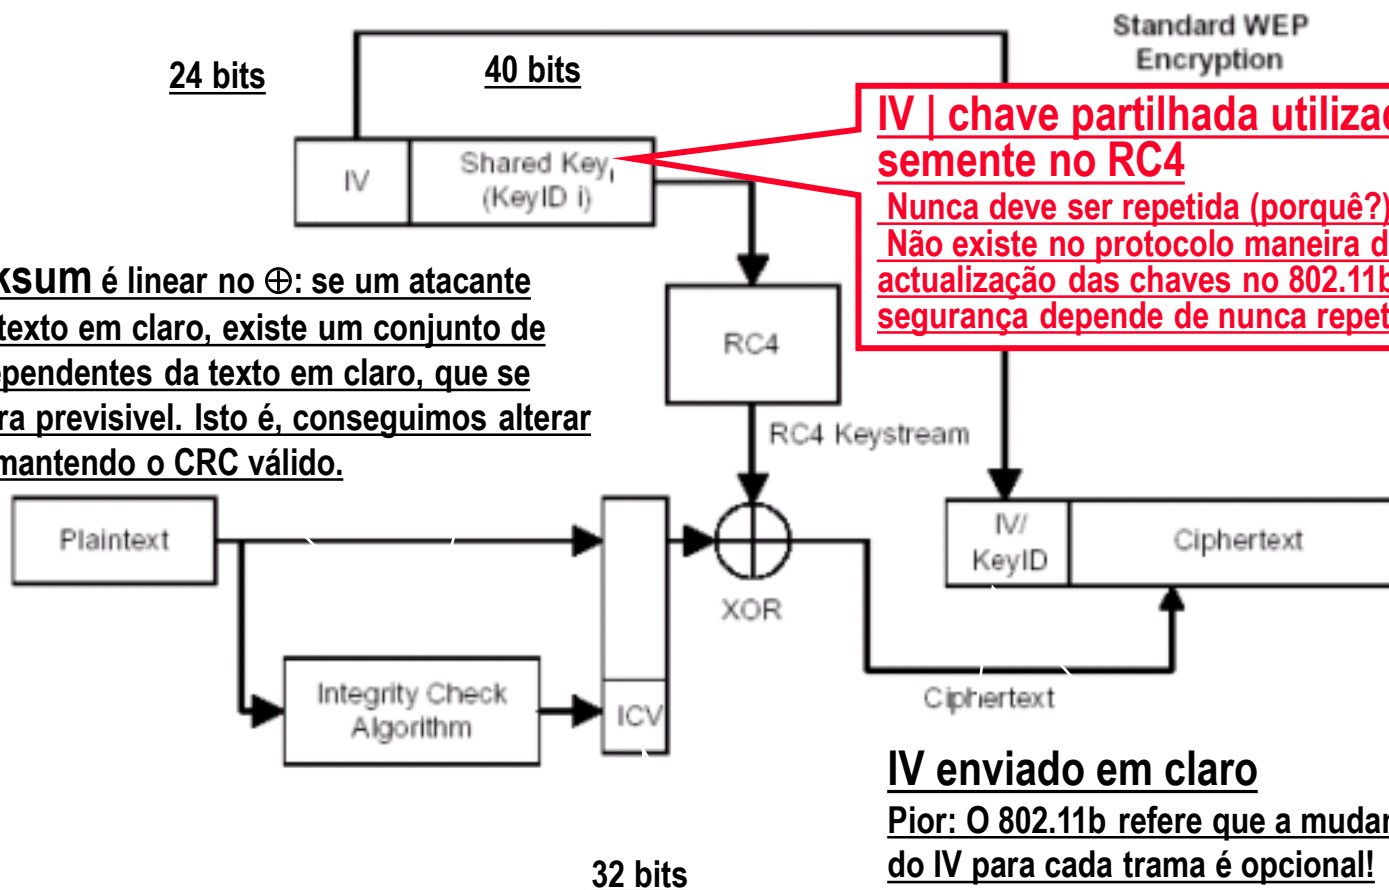 Standard WEP
Encryption
24 bits
40 bits
IV | chave partilhada utiliza
semente no RC4
Nunca deve ser repetida (porquê?)
Não existe no protocolo maneira d
actualização das chaves no 802.11b
segurança depende de nunca repet
IV
Shared Key i
(KeyID i)
ksum é linear no ⊕: se um atacante
texto em claro, existe um conjunto de
pendentes da texto em claro, que se
ra previsivel. Isto é, conseguimos alterar
mantendo o CRC válido.
RC4
RC4 Keystream
Plaintext
IV/
KeyID
Ciphertext
XOR
Integrity Check
Algorithm
ICV
Ciphertext
IV enviado em claro
Pior: O 802.11b refere que a mudar
do IV para cada trama é opcional!
32 bits